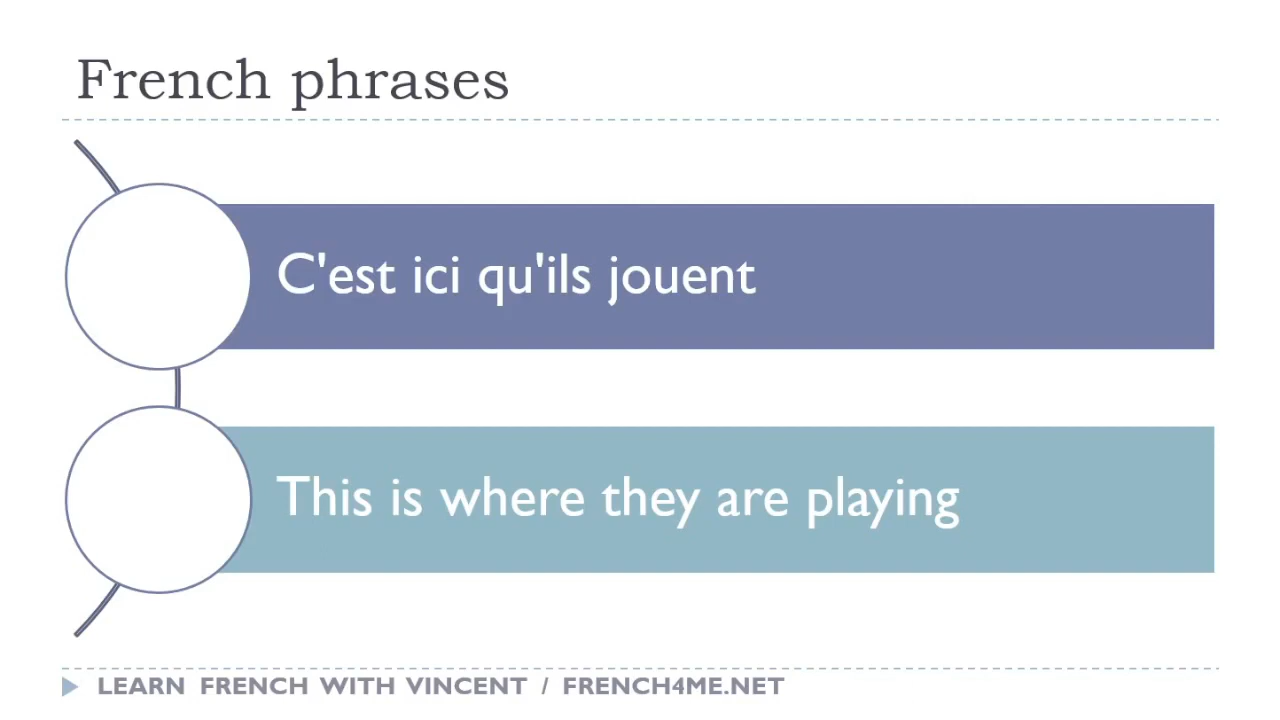 French phrases
C'est ici qu'ils jouent
This is where they are playing
LEARN FRENCH WITH VINCENT / FRENCH4ME.NET